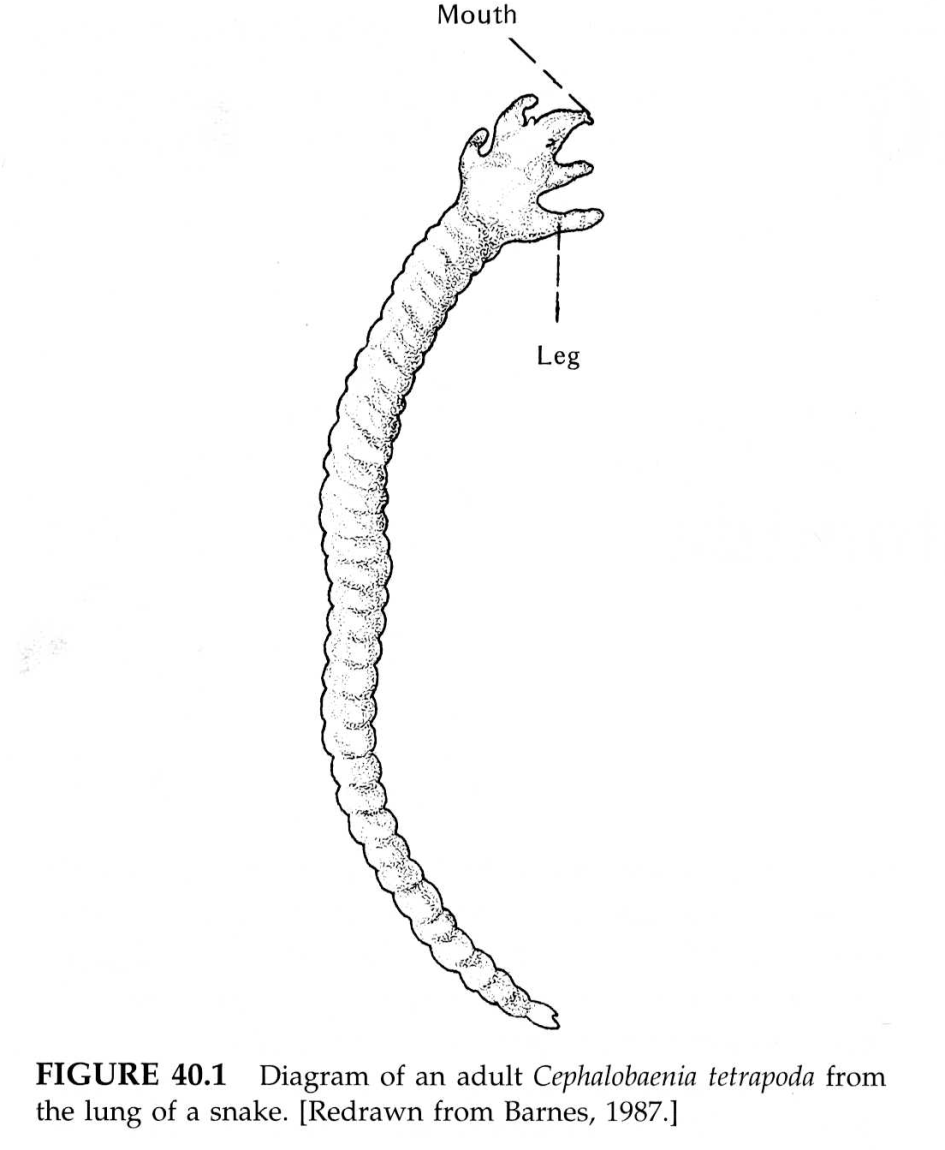 Mouth
Leg
FIGURE 40.1 Diagram of an adult Cephalobaenia tetrapoda from
the lung of a snake. [Redrawn from Barnes, 1987.]